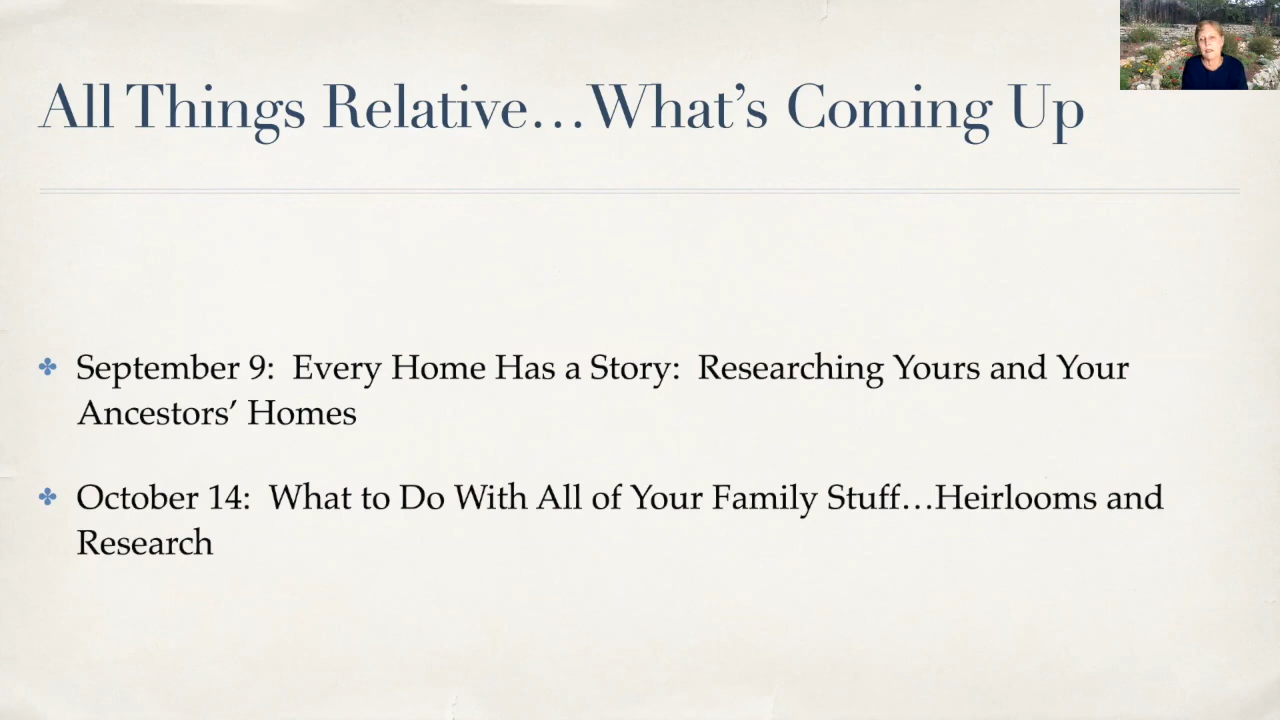 All Things Relative…What’s Coming Up
September 9:  Every Home Has a Story:  Researching Yours and Your
Ancestors’ Homes
October 14:  What to Do With All of Your Family Stuff…Heirlooms and
Research